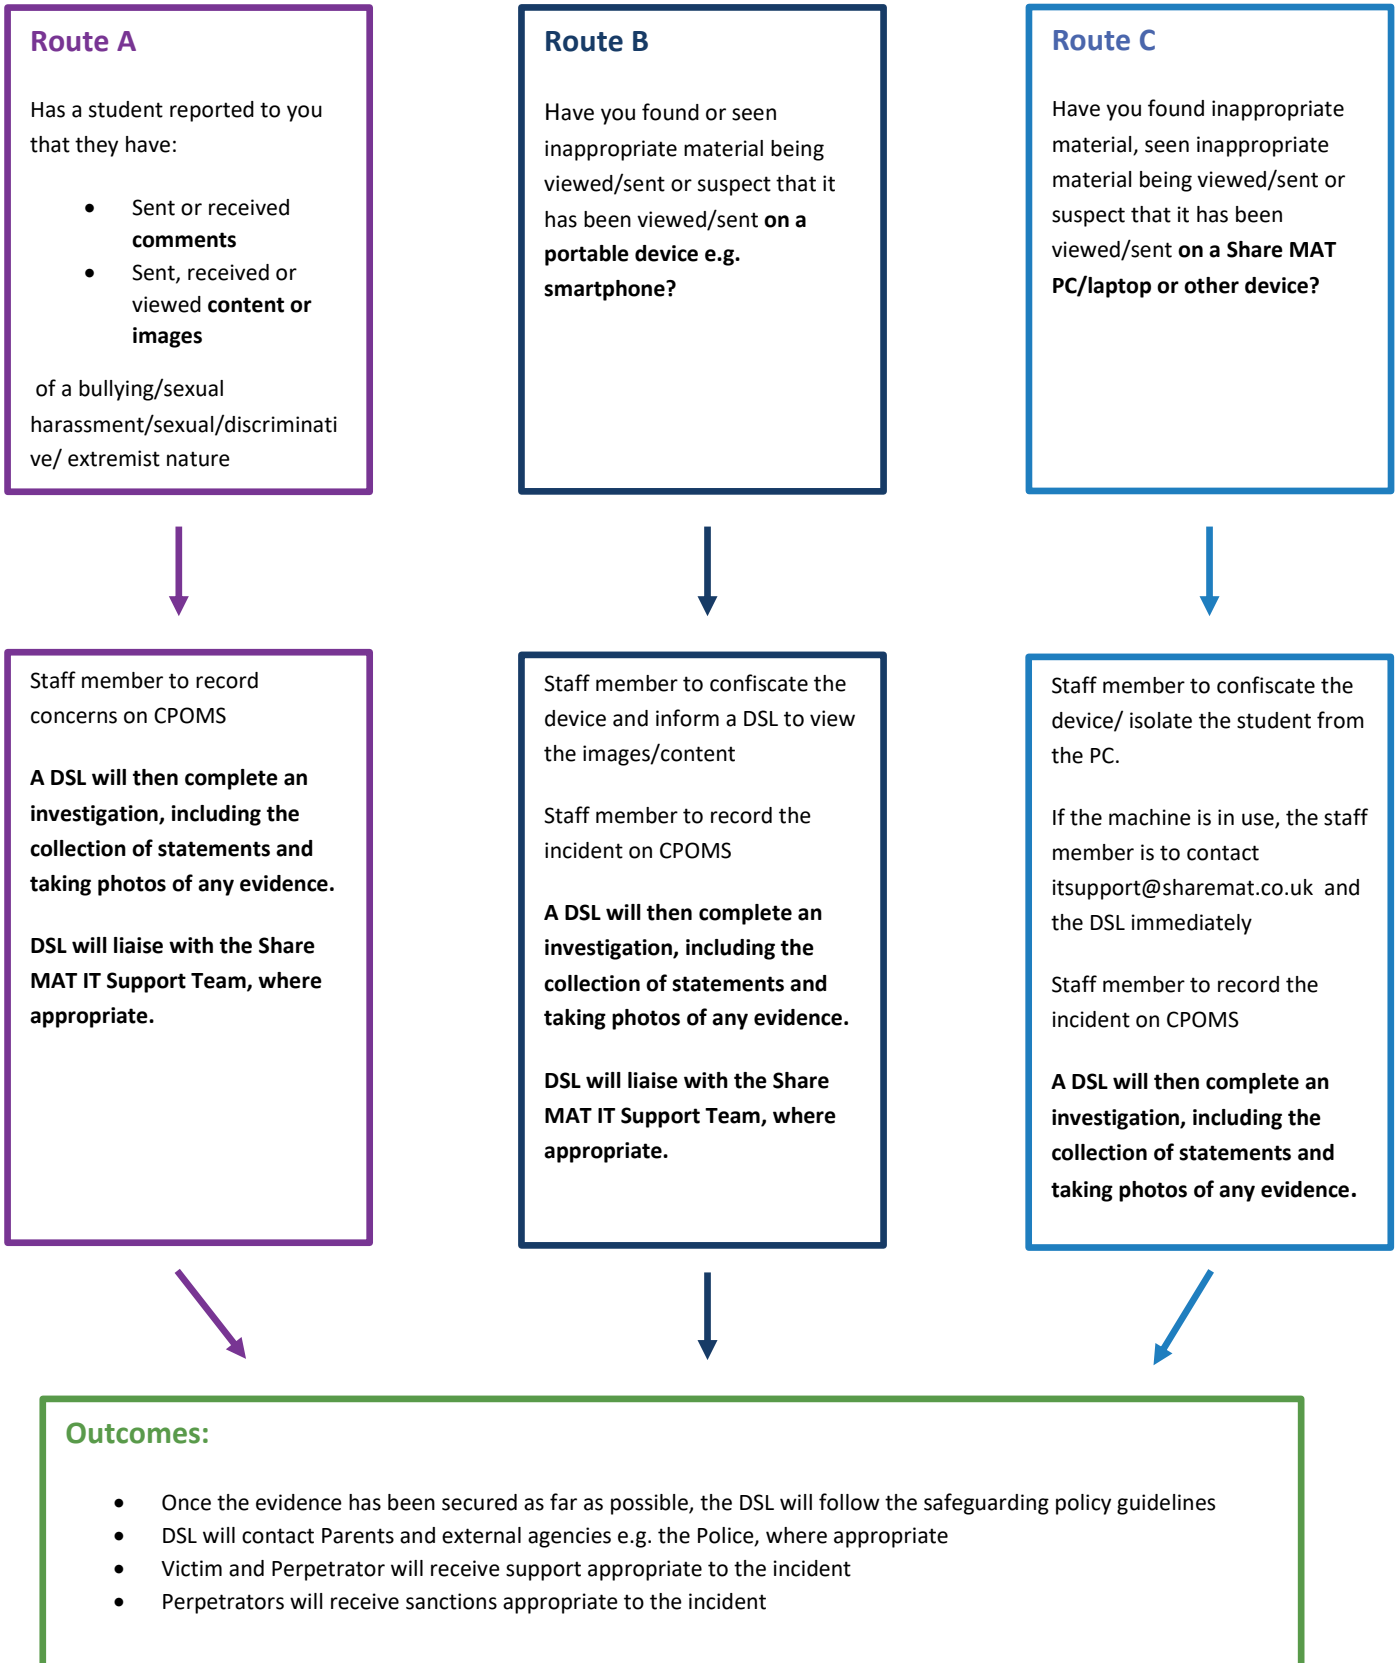 Route A
Has a student reported to you
that they have:
• Sent or received
comments
• Sent, received or
viewed content or
images
of a bullying/sexual
harassment/sexual/discriminati
ve/ extremist nature
Route B
Have you found or seen
inappropriate material being
viewed/sent or suspect that it
has been viewed/sent on a
portable device e.g.
smartphone?
Route C
Have you found inappropriate
material, seen inappropriate
material being viewed/sent or
suspect that it has been
viewed/sent on a Share MAT
PC/laptop or other device?
Staff member to record
concerns on CPOMS
A DSL will then complete an
investigation, including the
collection of statements and
taking photos of any evidence.
DSL will liaise with the Share
MAT IT Support Team, where
appropriate.
Staff member to confiscate the
device and inform a DSL to view
the images/content
Staff member to record the
incident on CPOMS
A DSL will then complete an
investigation, including the
collection of statements and
taking photos of any evidence.
DSL will liaise with the Share
MAT IT Support Team, where
appropriate.
Staff member to confiscate the
device/ isolate the student from
the PC.
If the machine is in use, the staff
member is to contact
itsupport@sharemat.co.uk and
the DSL immediately
Staff member to record the
incident on CPOMS
A DSL will then complete an
investigation, including the
collection of statements and
taking photos of any evidence.
Outcomes:
• Once the evidence has been secured as far as possible, the DSL will follow the safeguarding policy guidelines
• DSL will contact Parents and external agencies e.g. the Police, where appropriate
• Victim and Perpetrator will receive support appropriate to the incident
• Perpetrators will receive sanctions appropriate to the incident